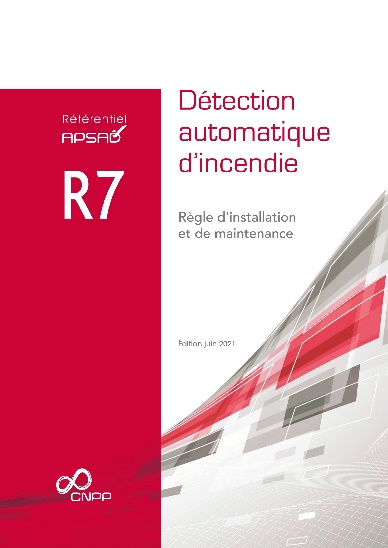 Référentiel
APSAD
R7
Détection
automatique
d'incendie
Règle d'installation
et de maintenance
Édition juin 2021
CNPP